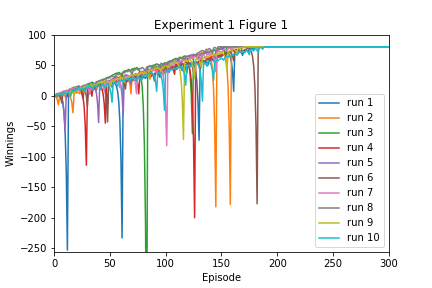 Experiment 1 Figure 1
100
50
0
−50
−100
−150
−200
−250
Winnings
0
50
100
150
200
250
300
Episode
run 1
run 2
run 3
run 4
run 5
run 6
run 7
run 8
run 9
run 10